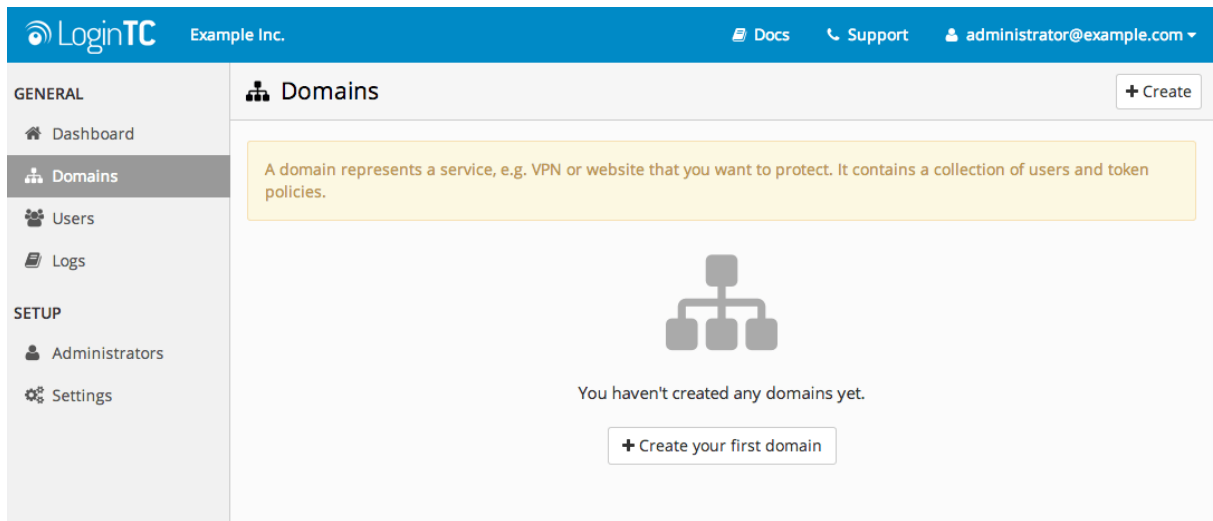 LoginTC Example Inc. Docs Support administrator@example.com
GENERAL
Dashboard
Domains
Users
Logs
SETUP
Administrators
Settings
Domains
+ Create
A domain represents a service, e.g. VPN or website that you want to protect. It contains a collection of users and token
policies.
You haven't created any domains yet.
+ Create your first domain